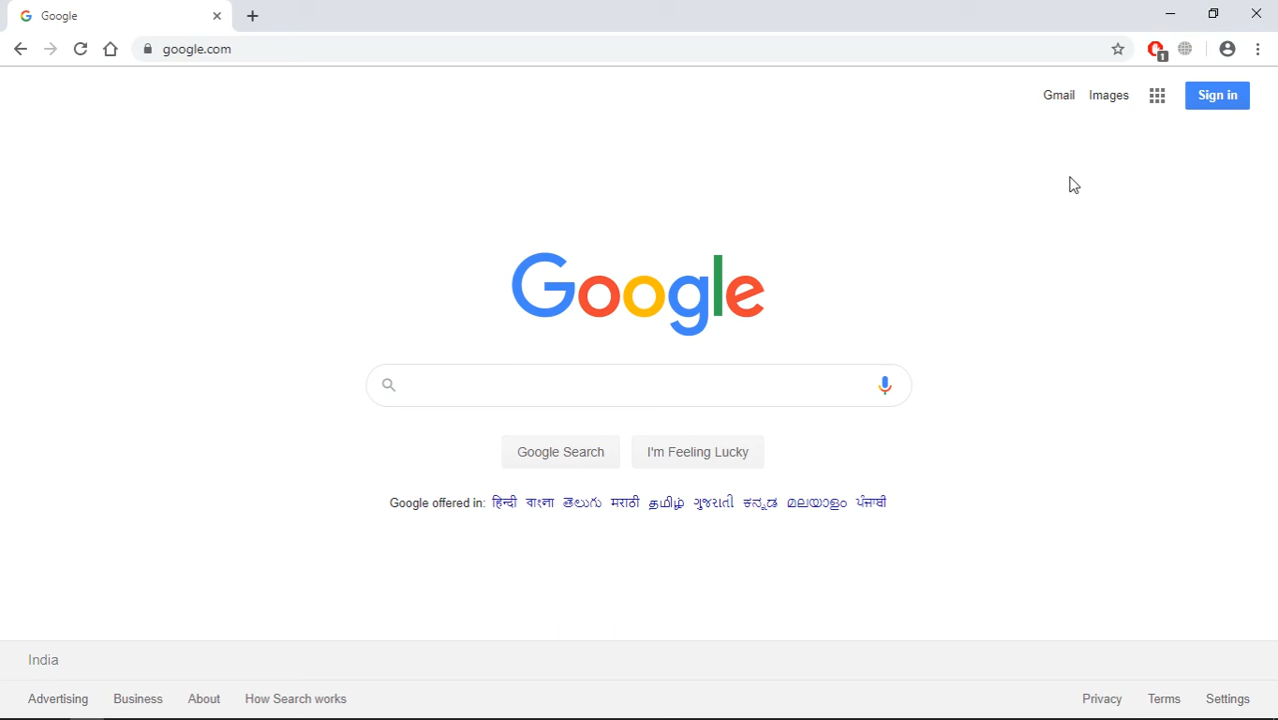 Google
google.com
1
Gmail Images Sign in
Google
Google Search I'm Feeling Lucky
Google offered in: हिन्दी বাংলা తెలుగు मराठी தமிழ் ગુજરાતી ಕನ್ನಡ മലയാളം ਪੰਜਾਬੀ
India
Advertising Business About How Search works Privacy Terms Settings